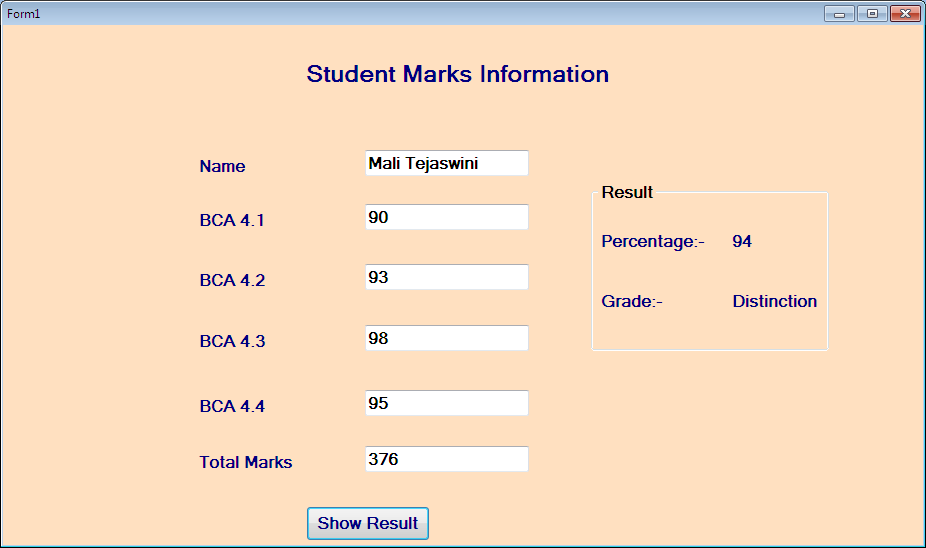 Form1
Student Marks Information
Name Mali Tejaswini
BCA 4.1 90
BCA 4.2 93
BCA 4.3 98
BCA 4.4 95
Total Marks 376
Show Result
Result
Percentage:- 94
Grade:- Distinction